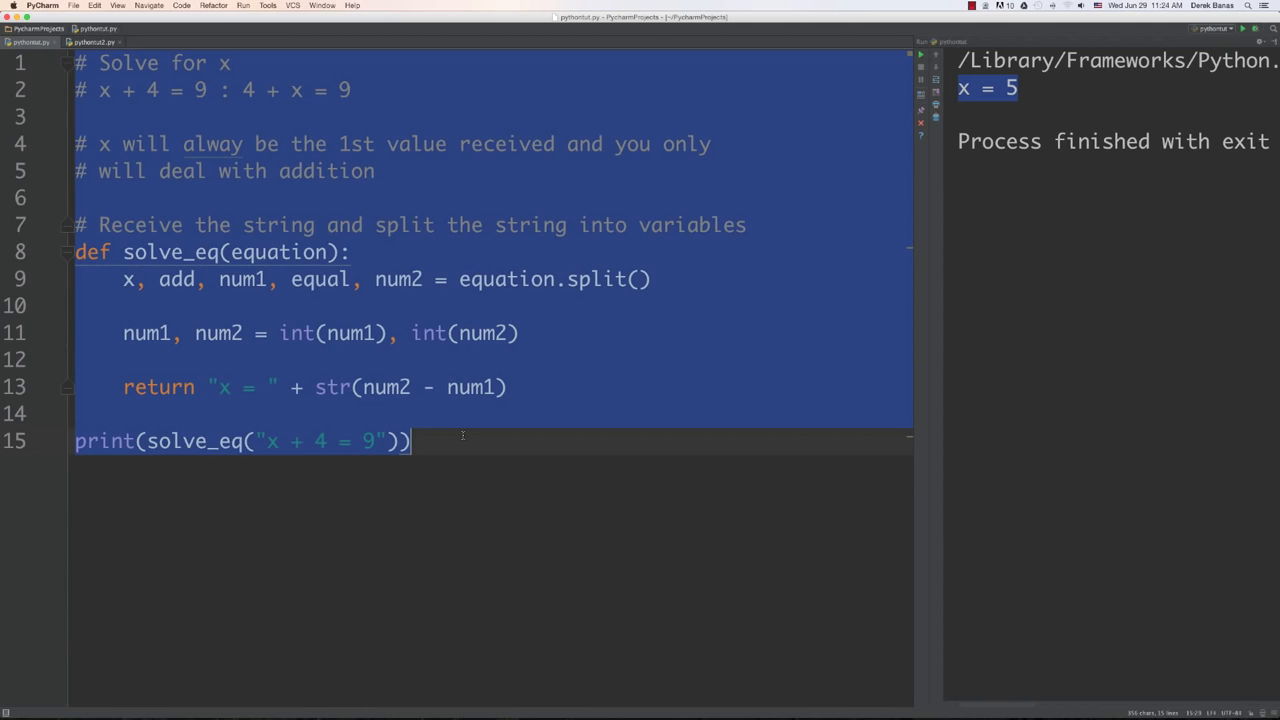 PyCharm File Edit View Navigate Code Refactor Run Tools VCS Window Help 10 Wed Jun 29 11:24 AM Derek Banas
pythontut.py - PycharmProjects - [~/PycharmProjects]
PycharmProjects pythontut.py pythontut
pythontut.py pythontut2.py Run pythontut
1 # Solve for x
2 # x + 4 = 9 : 4 + x = 9
3
4 # x will alway be the 1st value received and you only
5 # will deal with addition
6
7 # Receive the string and split the string into variables
8 def solve_eq(equation):
9 x, add, num1, equal, num2 = equation.split()
10
11 num1, num2 = int(num1), int(num2)
12
13 return "x = " + str(num2 - num1)
14
15 print(solve_eq("x + 4 = 9"))
/Library/Frameworks/Python.
x = 5
Process finished with exit
356 chars, 15 lines 15:29 LF÷ UTF-8÷